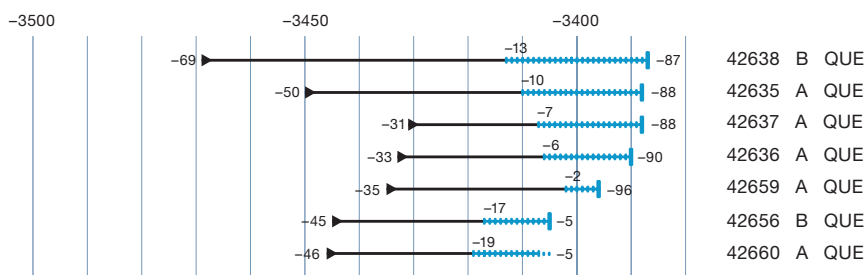 −3500 −3450 −3400
−69 −13 −87 42638 B QUE
−50 −10 −88 42635 A QUE
−31 −7 −88 42637 A QUE
−33 −6 −90 42636 A QUE
−35 −2 −96 42659 A QUE
−45 −17 −5 42656 B QUE
−46 −19 −5 42660 A QUE